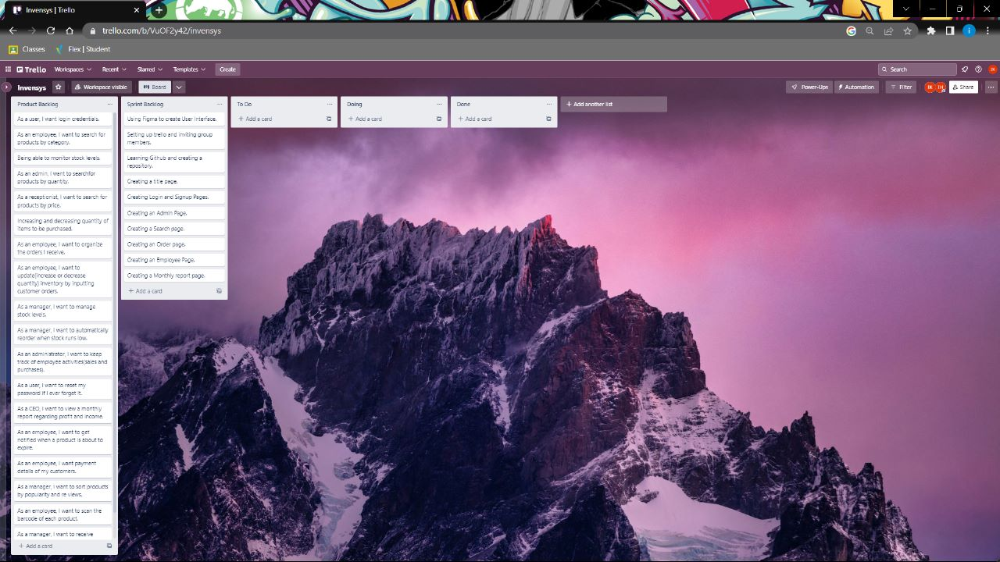 Invensys | Trello
trello.com/b/VuOF2y42/invensys
Classes
Flex | Student
Trello
Workspaces
Recent
Starred
Templates
Create
Search
IK
Invensys
Workspace visible
Board
Power-Ups
Automation
Filter
IK
IH
Share
Product Backlog
As a user, I want login credentials.
As an employee, I want to search for
products by category.
Being able to monitor stock levels.
As an admin, I want to searchfor
products by quantity.
As a receptionist, I want to search for
products by price.
Increasing and decreasing quantity of
items to be purchased.
As an employee, I want to organize
the orders I receive.
As an employee, I want to
update(increase or decrease
quantity) inventory by inputting
customer orders.
As a manager, I want to manage
stock levels.
As a manager, I want to automatically
reorder when stock runs low.
As an administrator, I want to keep
track of employee activities(sales and
purchases).
As a user, I want to reset my
password if I ever forget it.
As a CEO, I want to view a monthly
report regarding profit and income.
As an employee, I want to get
notified when a product is about to
expire.
As an employee, I want payment
details of my customers.
As a manager, I want to sort products
by popularity and re views.
As an employee, I want to scan the
barcode of each product.
As a manager, I want to receive
+ Add a card
Sprint Backlog
Using Figma to create User Interface.
Setting up trello and inviting group
members.
Learning Github and creating a
repository.
Creating a title page.
Creating Login and Signup Pages.
Creating an Admin Page.
Creating a Search page.
Creating an Order page.
Creating an Employee Page.
Creating a Monthly report page.
+ Add a card
To Do
+ Add a card
Doing
+ Add a card
Done
+ Add a card
+ Add another list